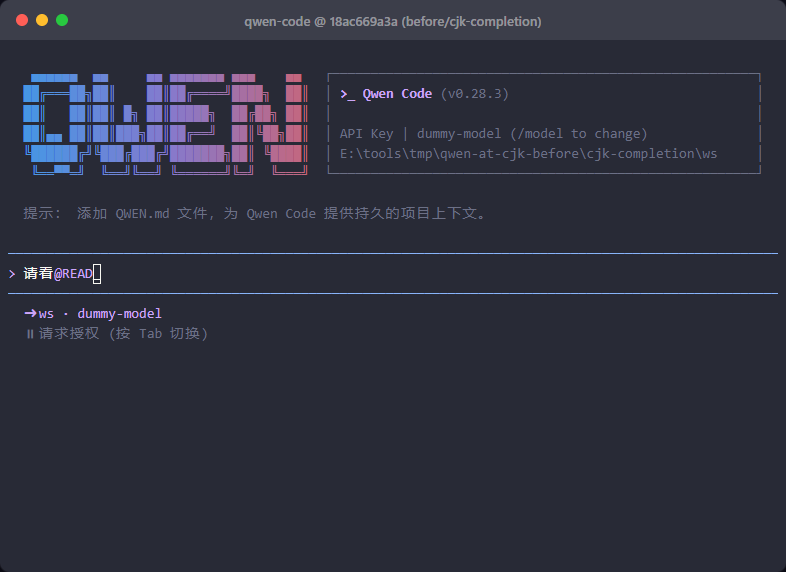 qwen-code @ 18ac669a3a (before/cjk-completion)
QWEN
>_ Qwen Code (v0.28.3)
API Key | dummy-model (/model to change)
E:\tools\tmp\qwen-at-cjk-before\cjk-completion\ws
提示: 添加 QWEN.md 文件, 为 Qwen Code 提供持久的项目上下文。
> 请看@READ
➜ws · dummy-model
⏸请求授权 (按 Tab 切换)